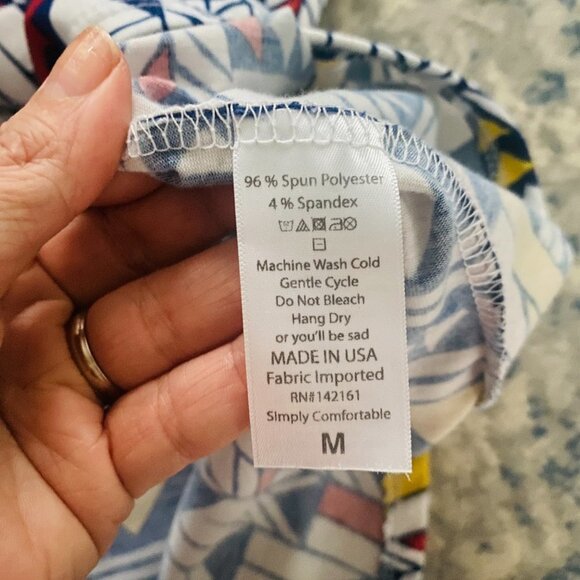 96 % Spun Polyester
4 % Spandex
Machine Wash Cold
Gentle Cycle
Do Not Bleach
Hang Dry
or you'll be sad
MADE IN USA
Fabric Imported
RN#142161
Simply Comfortable
M